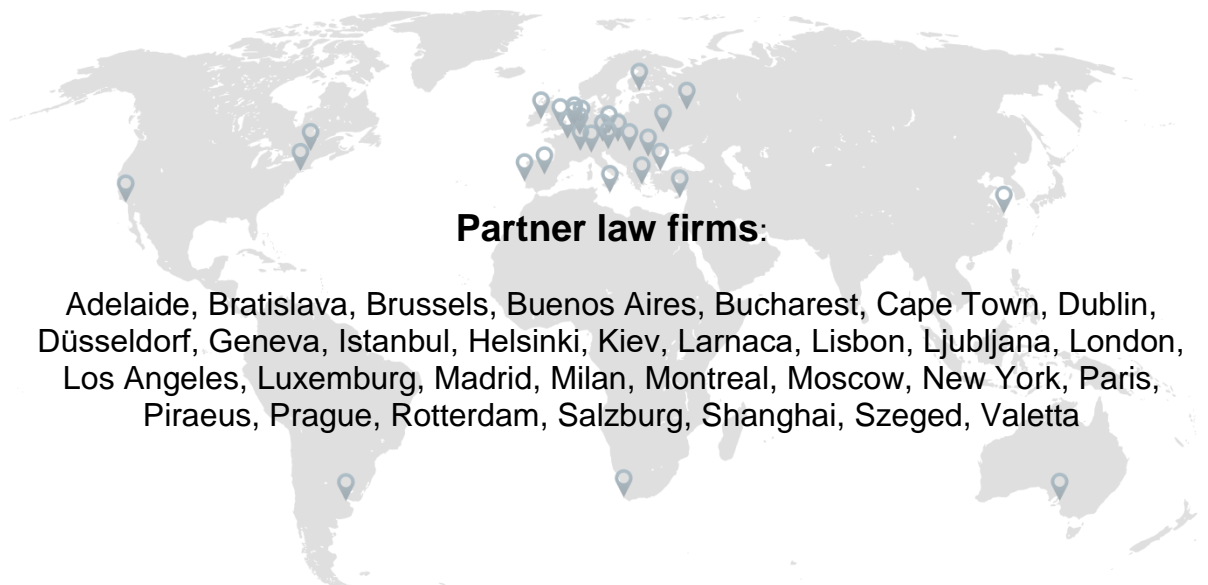 Partner law firms:
Adelaide, Bratislava, Brussels, Buenos Aires, Bucharest, Cape Town, Dublin,
Düsseldorf, Geneva, Istanbul, Helsinki, Kiev, Larnaca, Lisbon, Ljubljana, London,
Los Angeles, Luxemburg, Madrid, Milan, Montreal, Moscow, New York, Paris,
Piraeus, Prague, Rotterdam, Salzburg, Shanghai, Szeged, Valetta